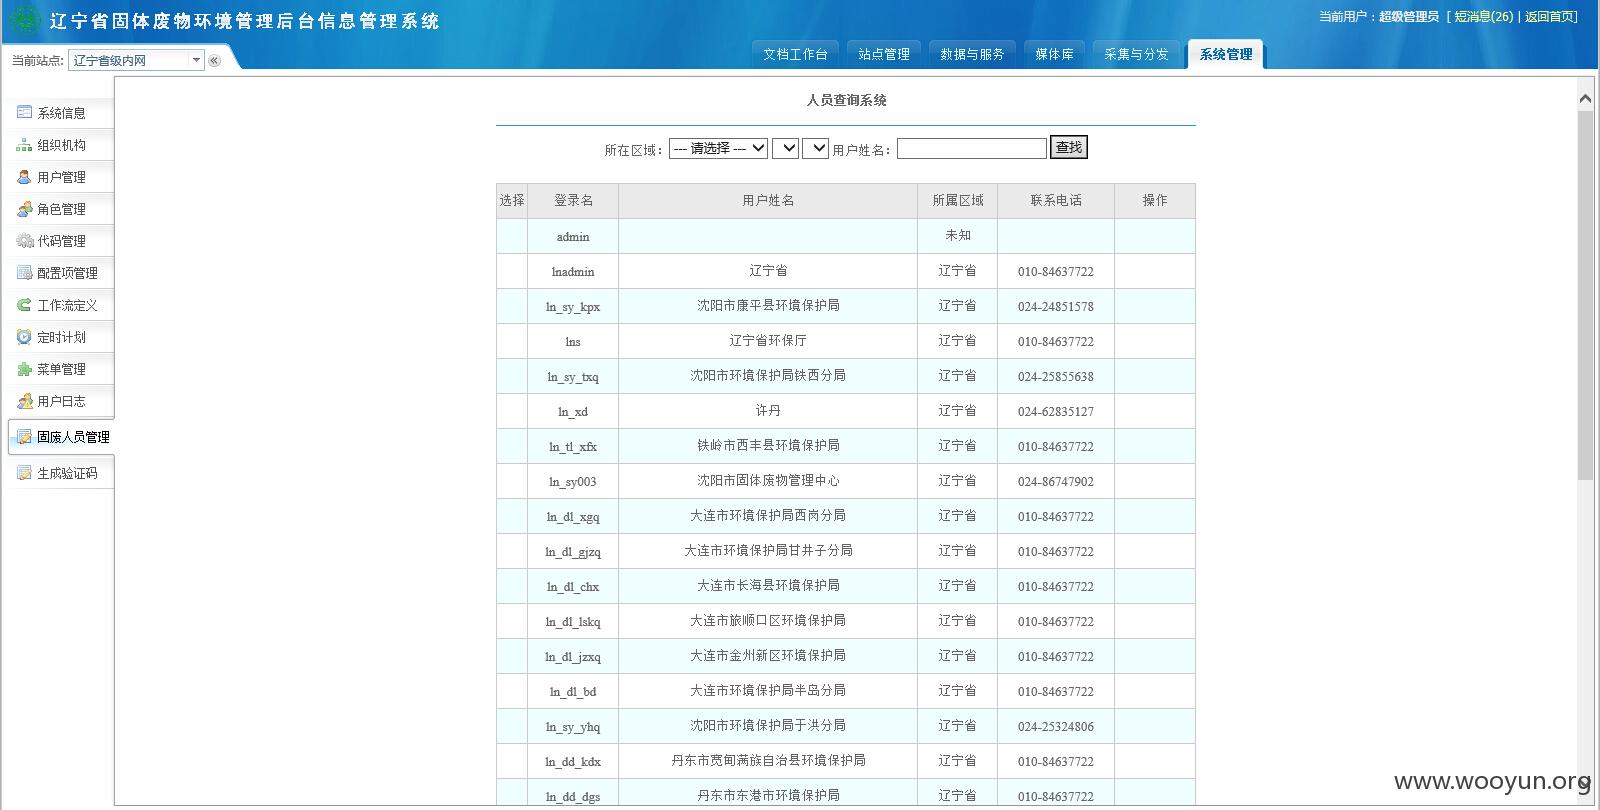 辽宁省固体废物环境管理后台信息管理系统
当前用户：超级管理员 [ 短消息(26) | 返回首页]
当前站点: 辽宁省级内网
文档工作台 站点管理 数据与服务 媒体库 采集与分发 系统管理
系统信息
组织机构
用户管理
角色管理
代码管理
配置项管理
工作流定义
定时计划
菜单管理
用户日志
固废人员管理
生成验证码
人员查询系统
所在区域： --- 请选择 --- 用户姓名： 查找
选择 登录名 用户姓名 所属区域 联系电话 操作
admin 未知
lnadmin 辽宁省 辽宁省 010-84637722
ln_sy_kpx 沈阳市康平县环境保护局 辽宁省 024-24851578
lns 辽宁省环保厅 辽宁省 010-84637722
ln_sy_txq 沈阳市环境保护局铁西分局 辽宁省 024-25855638
ln_xd 许丹 辽宁省 024-62835127
ln_tl_xfx 铁岭市西丰县环境保护局 辽宁省 010-84637722
ln_sy003 沈阳市固体废物管理中心 辽宁省 024-86747902
ln_dl_xgq 大连市环境保护局西岗分局 辽宁省 010-84637722
ln_dl_gjzq 大连市环境保护局甘井子分局 辽宁省 010-84637722
ln_dl_chx 大连市长海县环境保护局 辽宁省 010-84637722
ln_dl_lskq 大连市旅顺口区环境保护局 辽宁省 010-84637722
ln_dl_jzxq 大连市金州新区环境保护局 辽宁省 010-84637722
ln_dl_bd 大连市环境保护局半岛分局 辽宁省 010-84637722
ln_sy_yhq 沈阳市环境保护局于洪分局 辽宁省 024-25324806
ln_dd_kdx 丹东市宽甸满族自治县环境保护局 辽宁省 010-84637722
ln_dd_dgs 丹东市东港市环境保护局 辽宁省 010-84637722
www.wooyun.org